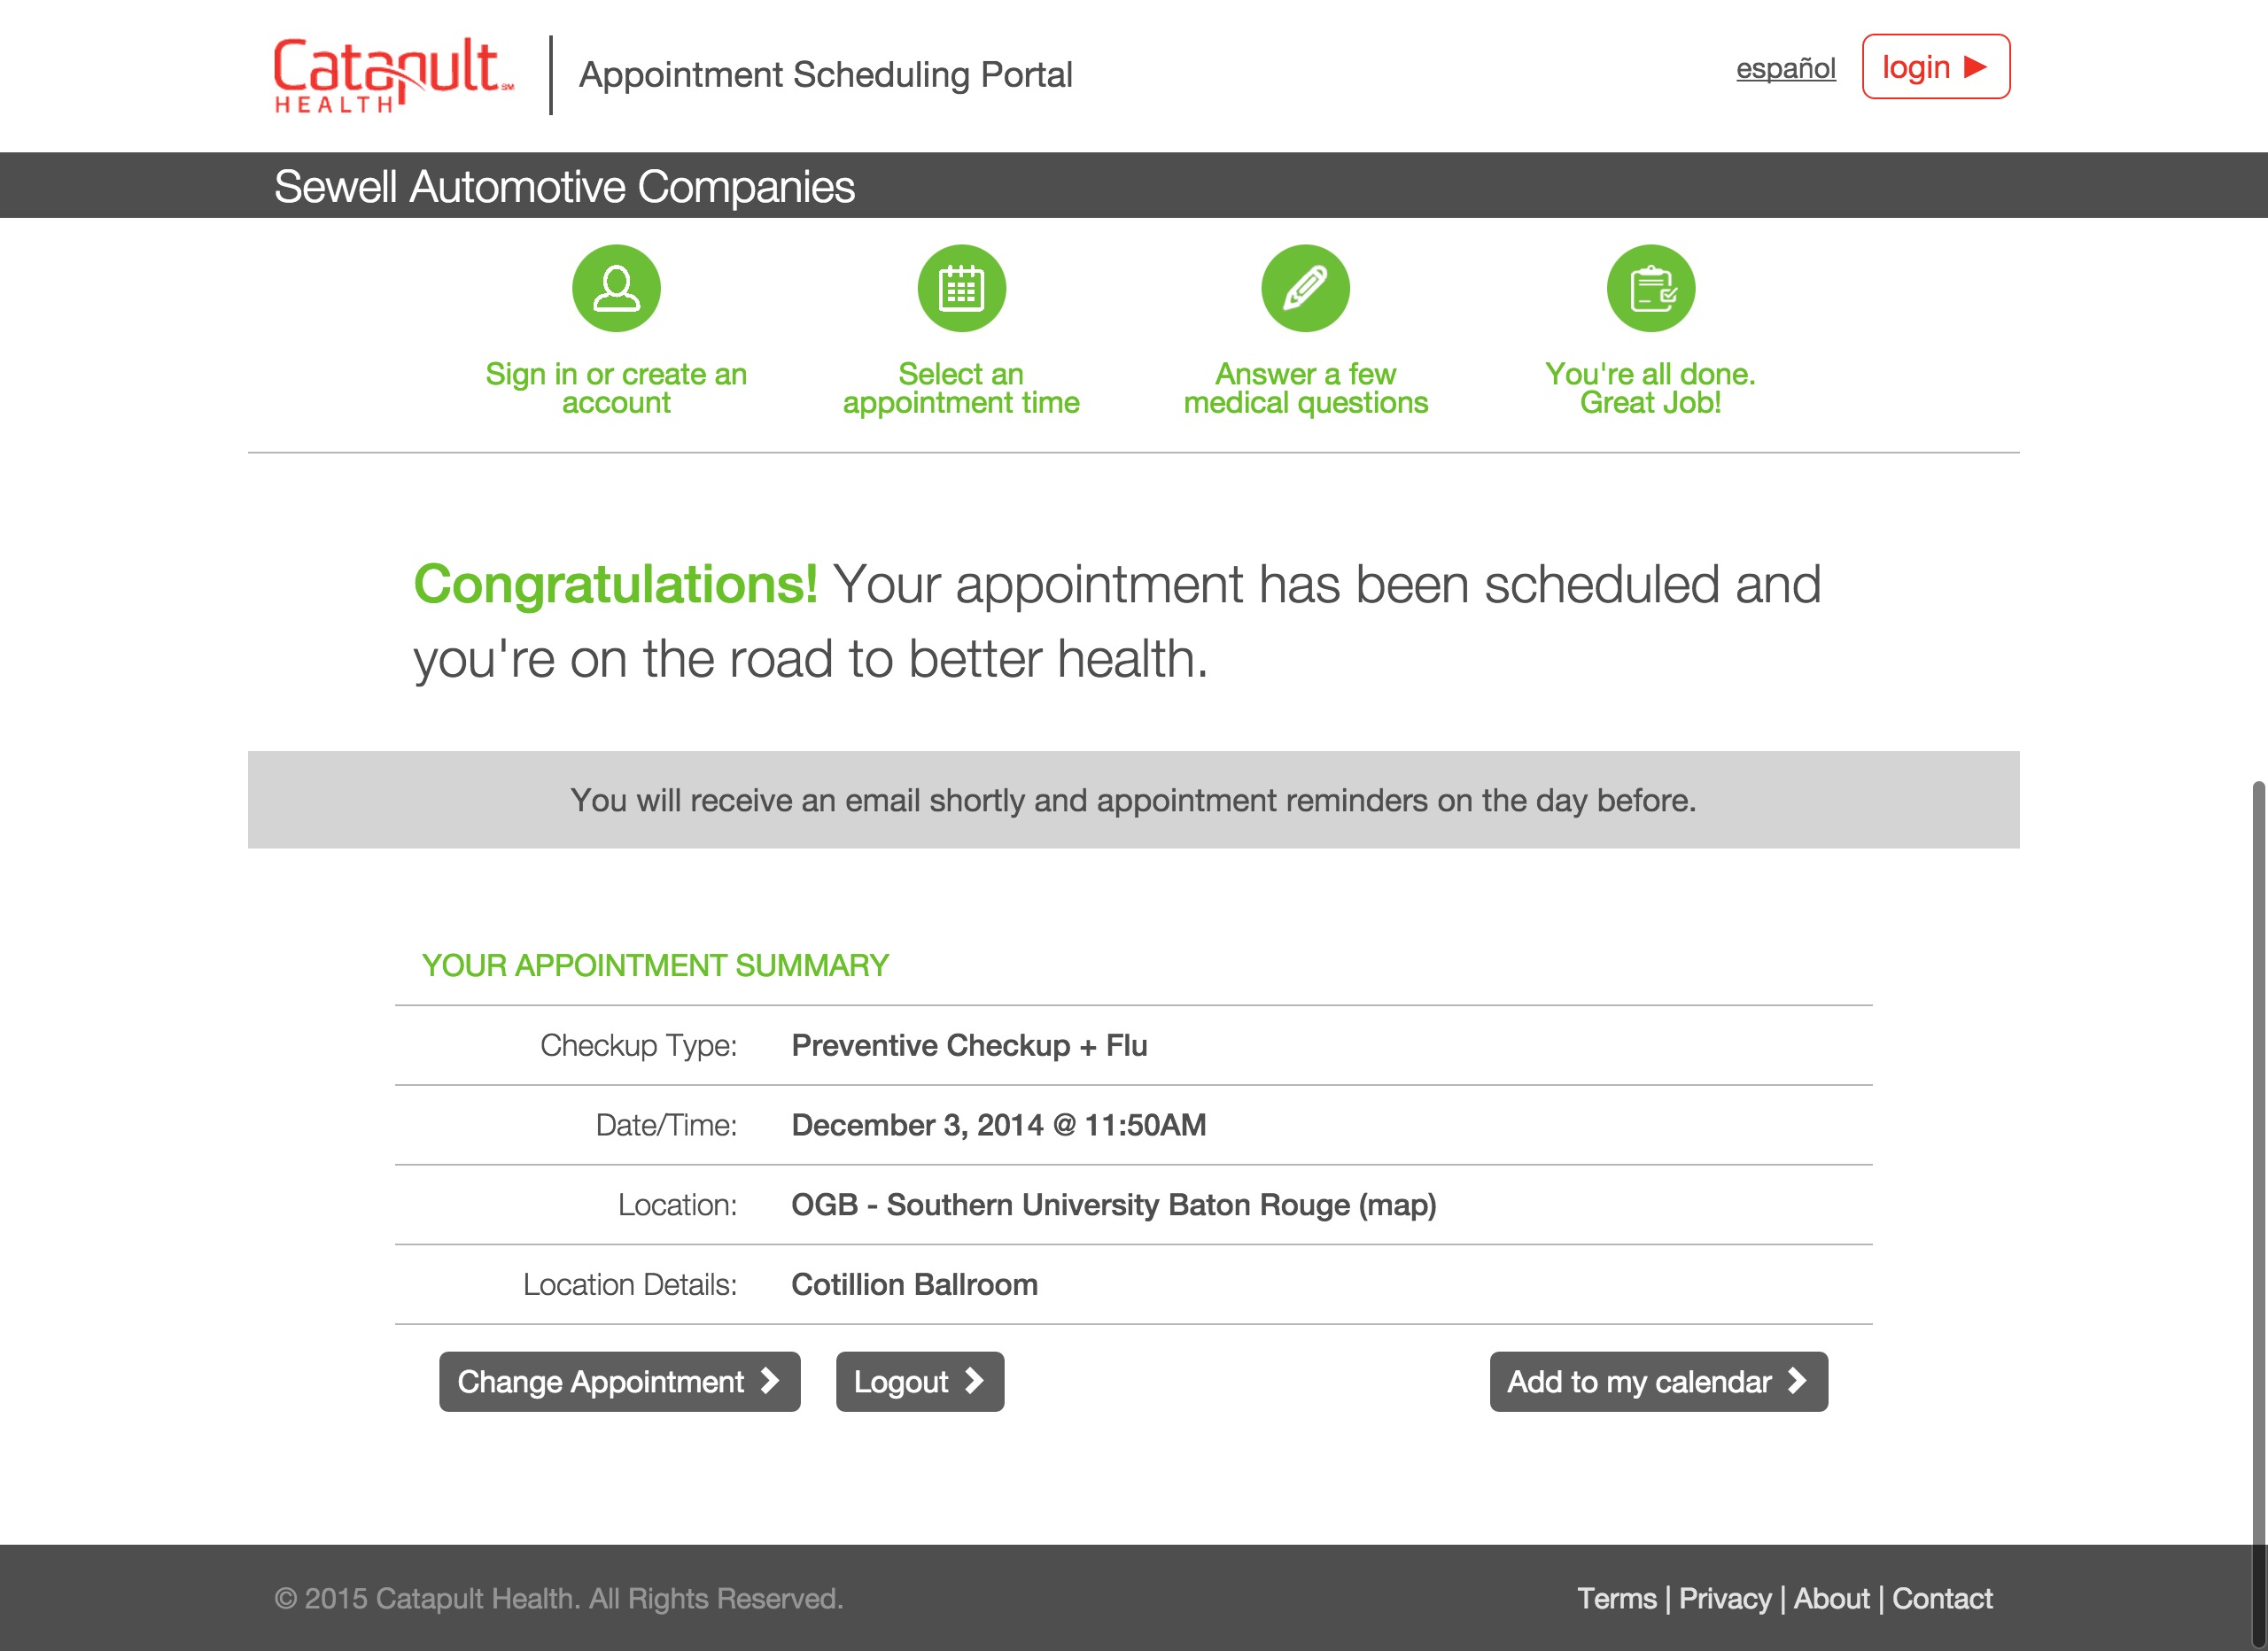 Catapult SM
HEALTH
Appointment Scheduling Portal
español
login
Sewell Automotive Companies
Sign in or create an
account
Select an
appointment time
Answer a few
medical questions
You're all done.
Great Job!
Congratulations! Your appointment has been scheduled and
you're on the road to better health.
You will receive an email shortly and appointment reminders on the day before.
YOUR APPOINTMENT SUMMARY
Checkup Type: Preventive Checkup + Flu
Date/Time: December 3, 2014 @ 11:50AM
Location: OGB - Southern University Baton Rouge (map)
Location Details: Cotillion Ballroom
Change Appointment
Logout
Add to my calendar
© 2015 Catapult Health. All Rights Reserved.
Terms | Privacy | About | Contact